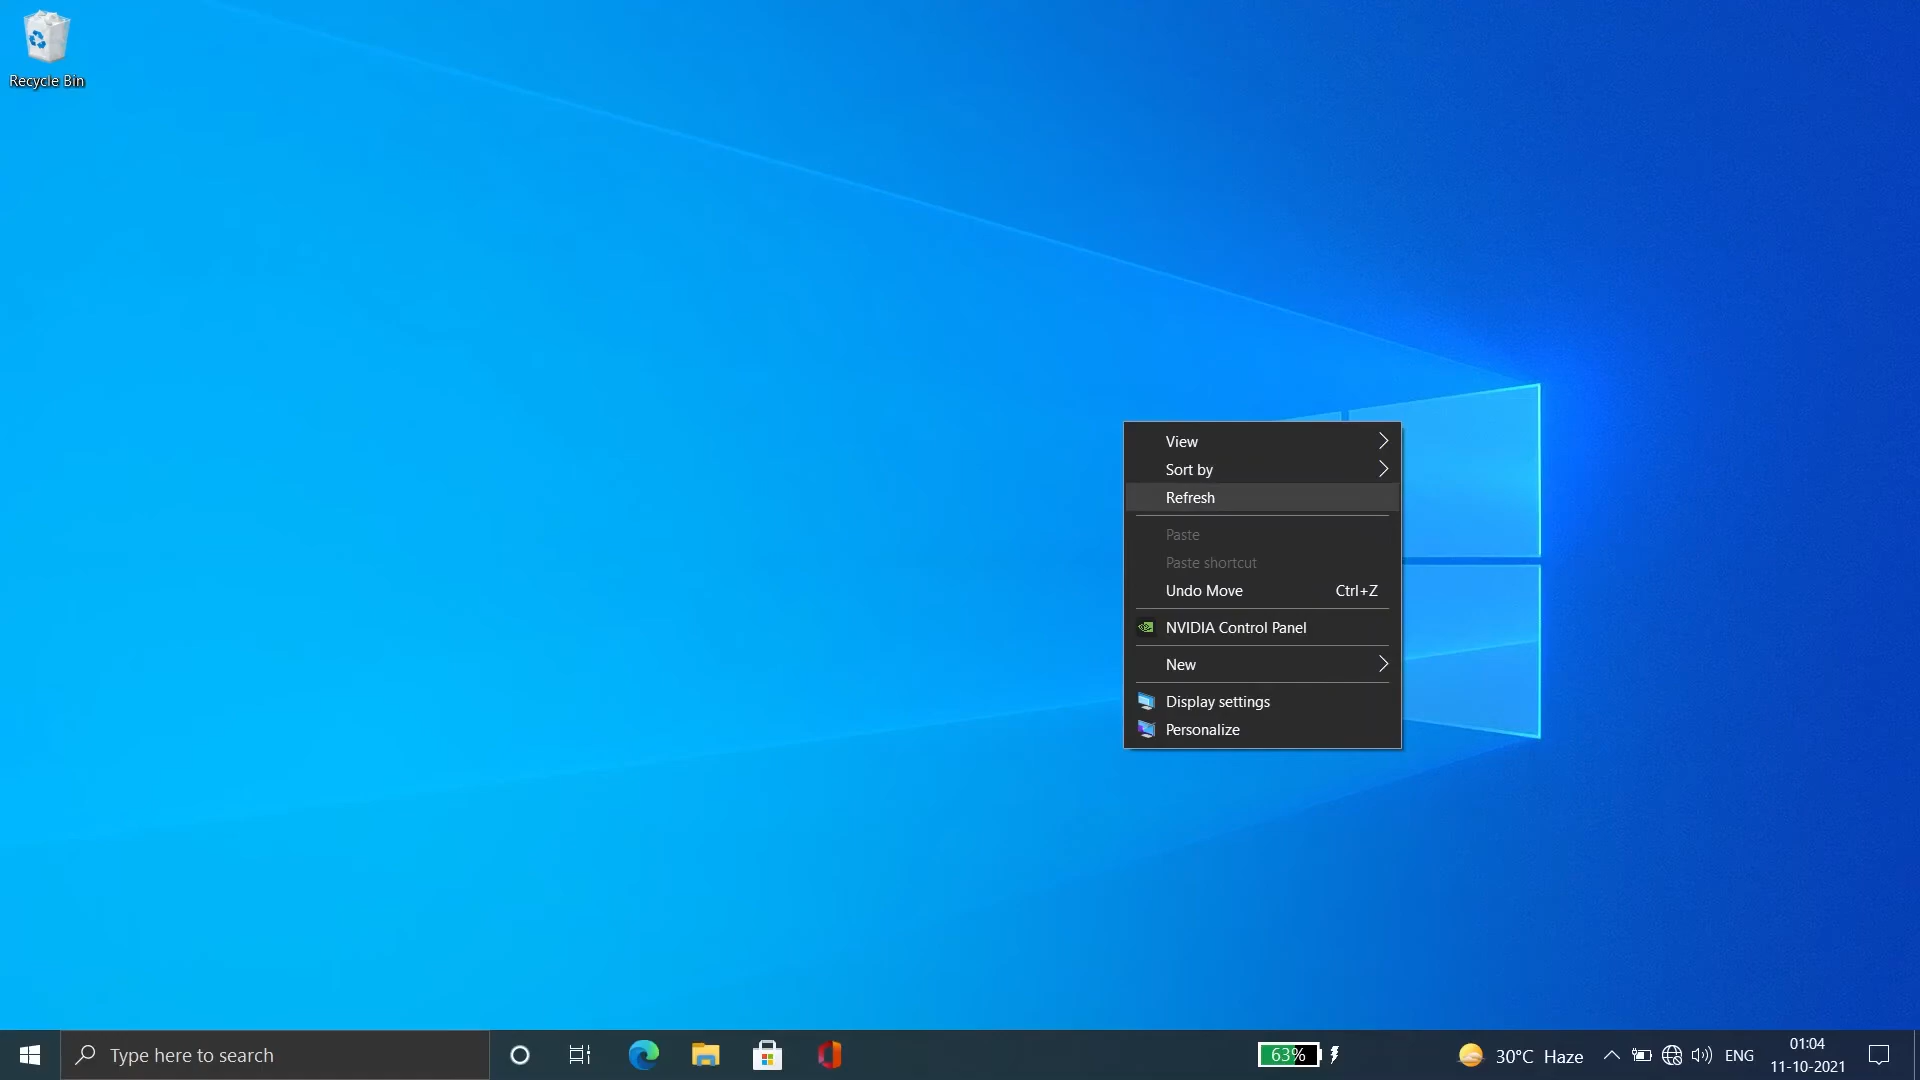 Recycle Bin
View
Sort by
Refresh
Paste
Paste shortcut
Undo Move Ctrl+Z
NVIDIA Control Panel
New
Display settings
Personalize
Type here to search
63%
30°C Haze
ENG
01:04
11-10-2021